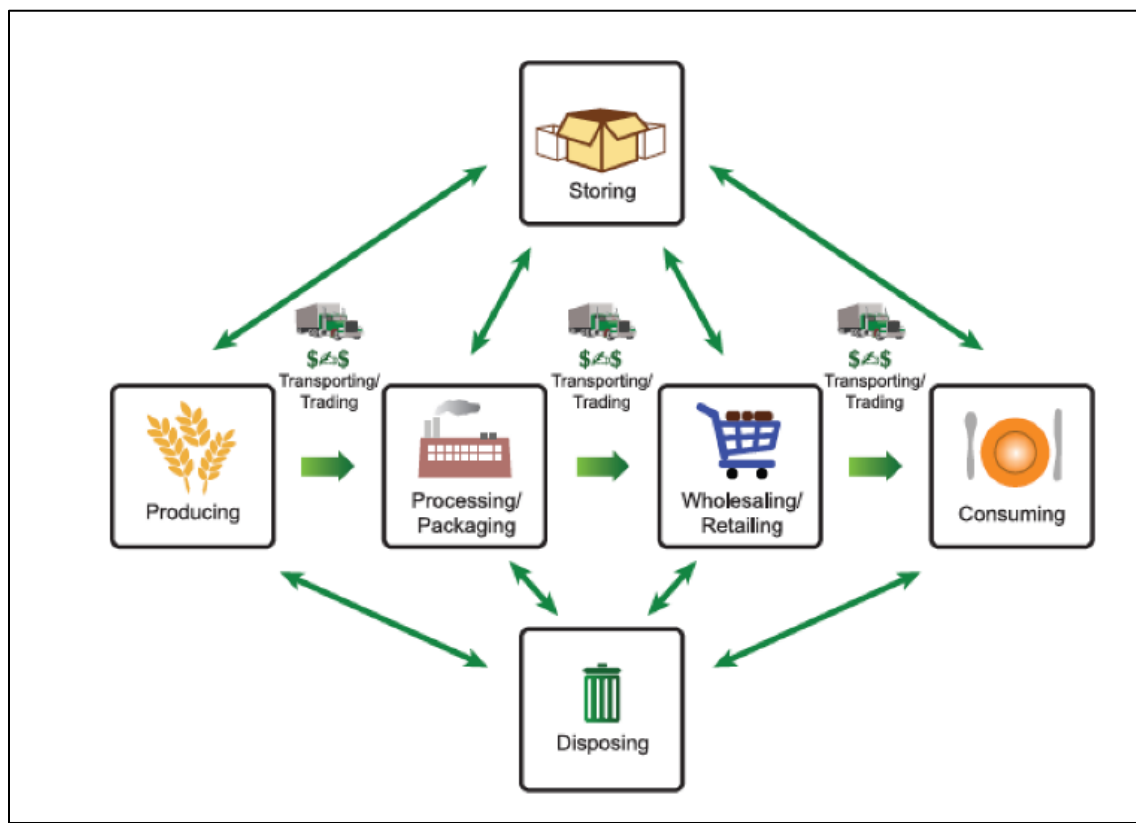 Storing
$✍$
Transporting/
Trading
$✍$
Transporting/
Trading
$✍$
Transporting/
Trading
Producing
Processing/
Packaging
Wholesaling/
Retailing
Consuming
Disposing